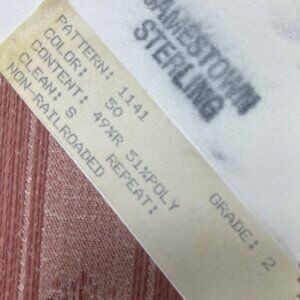 JAMESTOWN
STERLING
PATTERN: 1141
COLOR: 50 GRADE: 2
CONTENT: 49%R 51%POLY
CLEAN: S REPEAT:
NON-RAILROADED